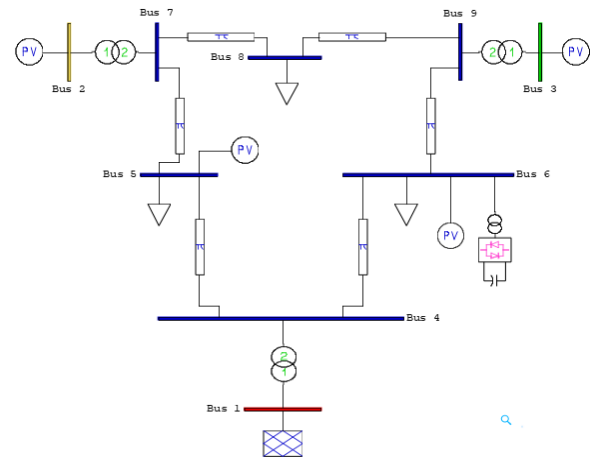 Bus 7
Bus 9
PV
1 2
π
π
2 1
PV
Bus 8
Bus 2
Bus 3
π
π
PV
Bus 5
Bus 6
π
π
PV
Bus 4
2
1
Bus 1